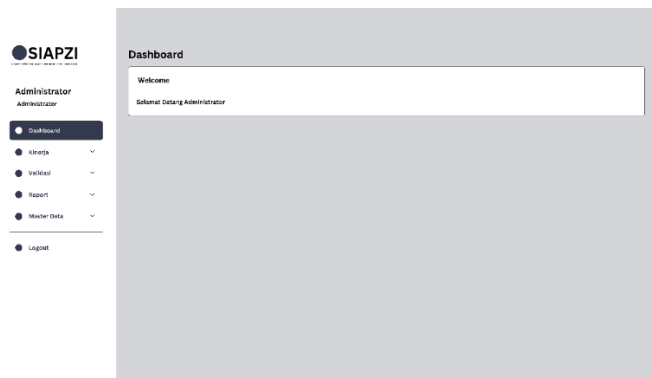 SIAPZI
Administrator
Administrator
Dashboard
Kinerja
Validasi
Report
Master Data
Logout
Dashboard
Welcome
Selamat Datang Administrator